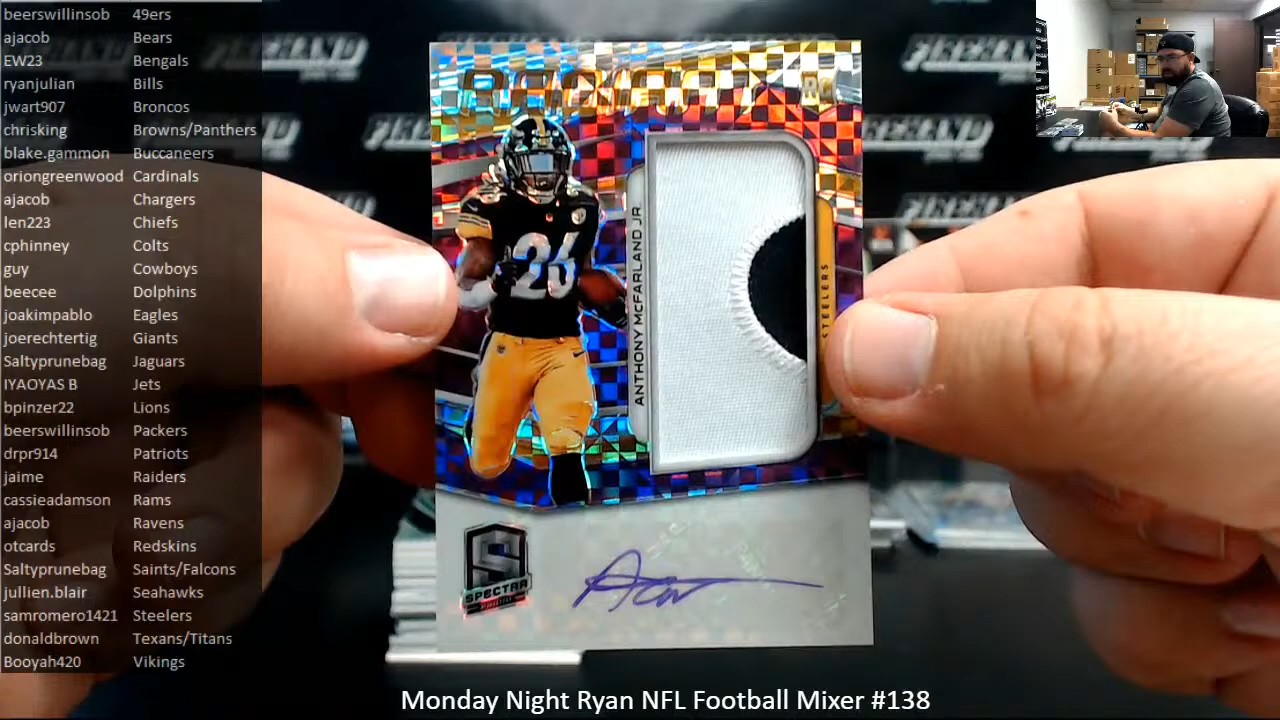 beerswillinsob 49ers
ajacob Bears
EW23 Bengals
ryanjulian Bills
jwart907 Broncos
chrisking Browns/Panthers
blake.gammon Buccaneers
oriongreenwood Cardinals
ajacob Chargers
len223 Chiefs
cphinney Colts
guy Cowboys
beecee Dolphins
joakimpablo Eagles
joerechtertig Giants
Saltyprunebag Jaguars
IYAOYAS B Jets
bpinzer22 Lions
beerswillinsob Packers
drpr914 Patriots
jaime Raiders
cassieadamson Rams
ajacob Ravens
otcards Redskins
Saltyprunebag Saints/Falcons
jullien.blair Seahawks
samromero1421 Steelers
donaldbrown Texans/Titans
Booyah420 Vikings
26
ANTHONY MCFARLAND JR.
STEELERS
S
SPECTRA
Monday Night Ryan NFL Football Mixer #138